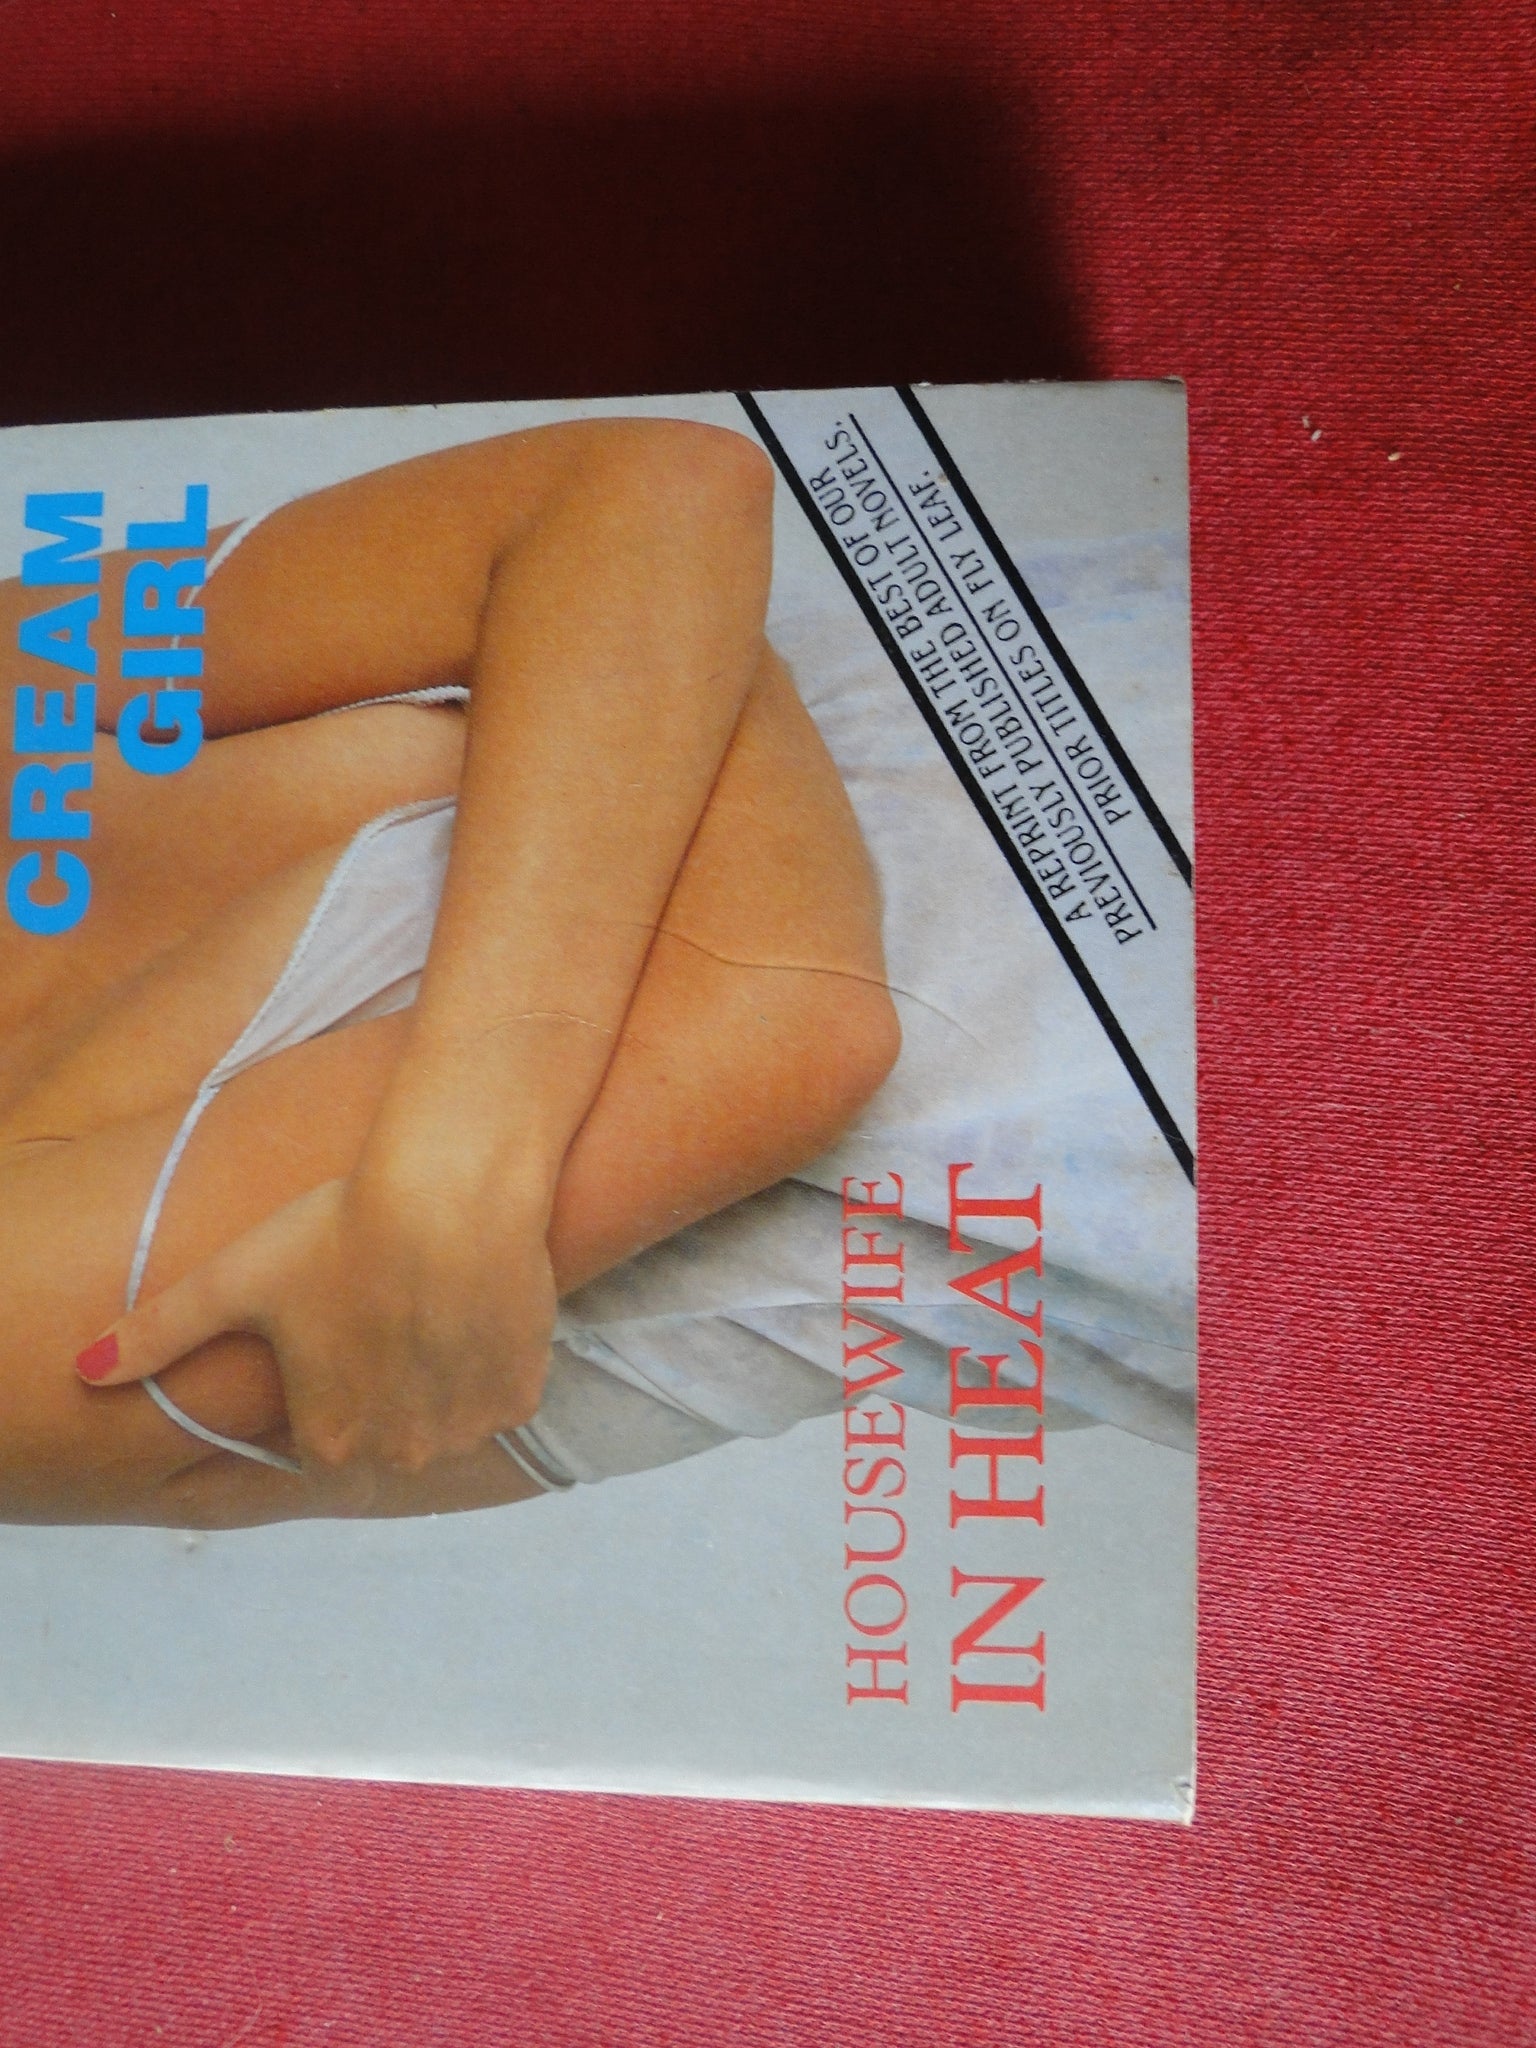 CREAM
GIRL
HOUSEWIFE
IN HEAT
A REPRINT FROM THE BEST OF OUR
PREVIOUSLY PUBLISHED ADULT NOVELS.
PRIOR TITLES ON FLY LEAF.